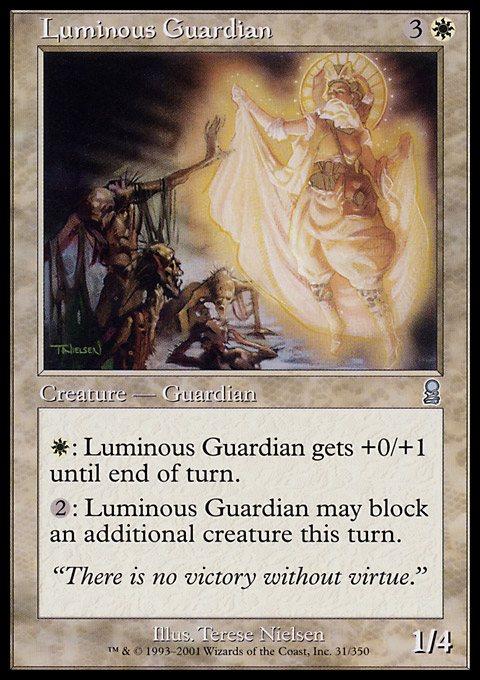 Luminous Guardian 3
T.NIELSEN
Creature — Guardian
: Luminous Guardian gets +0/+1
until end of turn.
2: Luminous Guardian may block
an additional creature this turn.
“There is no victory without virtue.”
Illus. Terese Nielsen
™ & © 1993–2001 Wizards of the Coast, Inc. 31/350
1/4